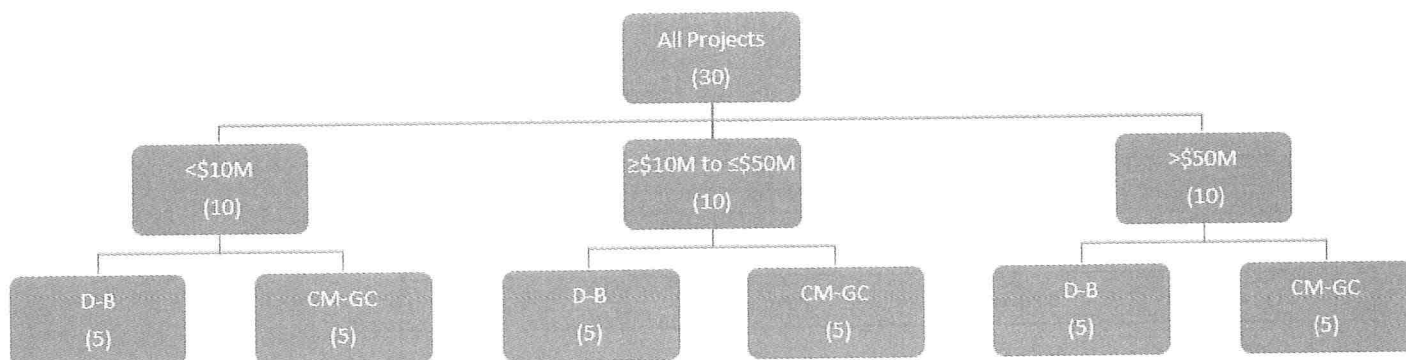 All Projects
(30)
<$10M
(10)
≥$10M to ≤$50M
(10)
>$50M
(10)
D-B
(5)
CM-GC
(5)
D-B
(5)
CM-GC
(5)
D-B
(5)
CM-GC
(5)